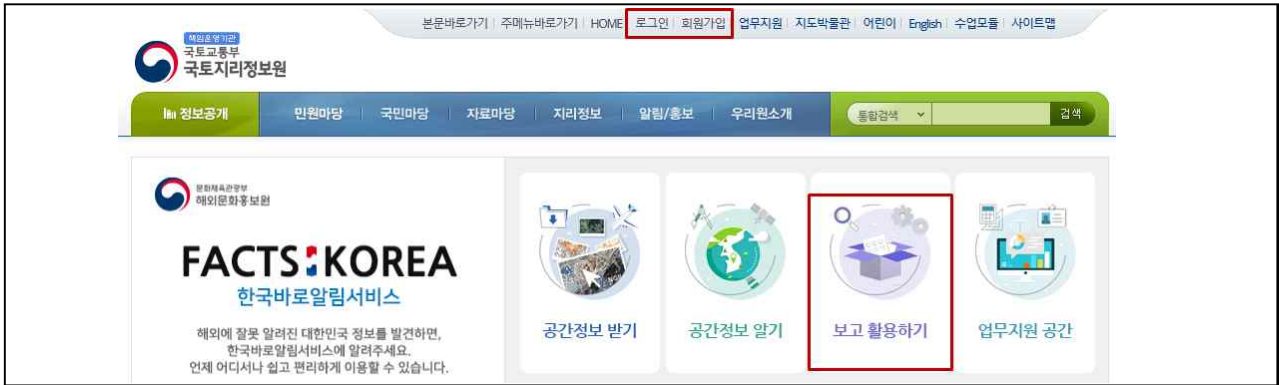 본문바로가기 주메뉴바로가기 HOME 로그인 회원가입 업무지원 지도박물관 어린이 English 수업모듈 사이트맵
책임운영기관
국토교통부
국토지리정보원
정보공개 민원마당 국민마당 자료마당 지리정보 알림/홍보 우리원소개 통합검색 검색
문화체육관광부
해외문화홍보원
FACTS KOREA
한국바로알림서비스
해외에 잘못 알려진 대한민국 정보를 발견하면,
한국바로알림서비스에 알려주세요.
언제 어디서나 쉽고 편리하게 이용할 수 있습니다.
공간정보 받기 공간정보 알기 보고 활용하기 업무지원 공간